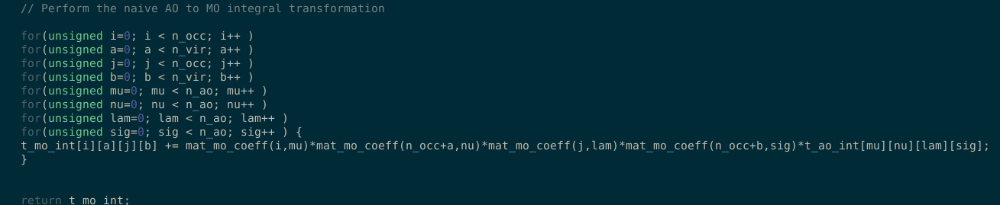 // Perform the naive AO to MO integral transformation
for(unsigned i=0; i < n_occ; i++ )
for(unsigned a=0; a < n_vir; a++ )
for(unsigned j=0; j < n_occ; j++ )
for(unsigned b=0; b < n_vir; b++ )
for(unsigned mu=0; mu < n_ao; mu++ )
for(unsigned nu=0; nu < n_ao; nu++ )
for(unsigned lam=0; lam < n_ao; lam++ )
for(unsigned sig=0; sig < n_ao; sig++ ) {
t_mo_int[i][a][j][b] += mat_mo_coeff(i,mu)*mat_mo_coeff(n_occ+a,nu)*mat_mo_coeff(j,lam)*mat_mo_coeff(n_occ+b,sig)*t_ao_int[mu][nu][lam][sig];
}
return t_mo_int;